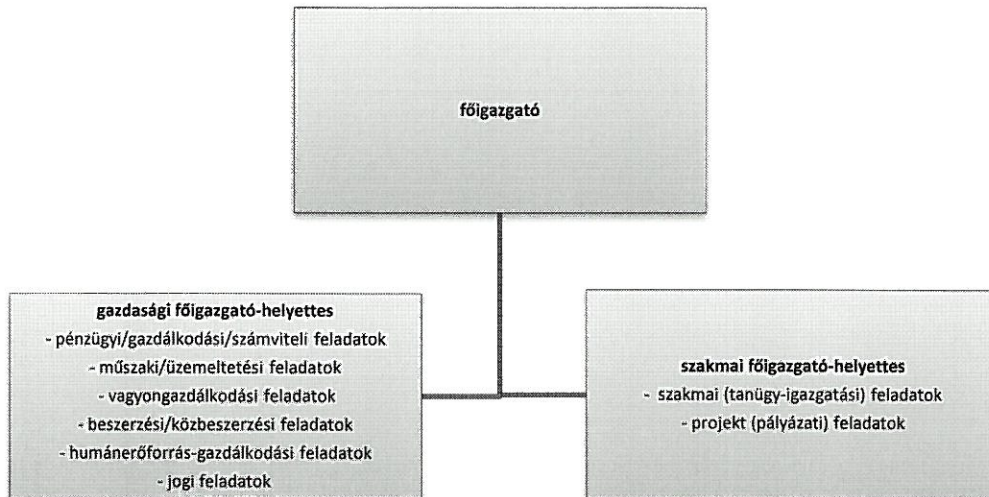 főigazgató
gazdasági főigazgató-helyettes
- pénzügyi/gazdálkodási/számviteli feladatok
- műszaki/üzemeltetési feladatok
- vagyongazdálkodási feladatok
- beszerzési/közbeszerzési feladatok
- humánerőforrás-gazdálkodási feladatok
- jogi feladatok
szakmai főigazgató-helyettes
- szakmai (tanügy-igazgatási) feladatok
- projekt (pályázati) feladatok